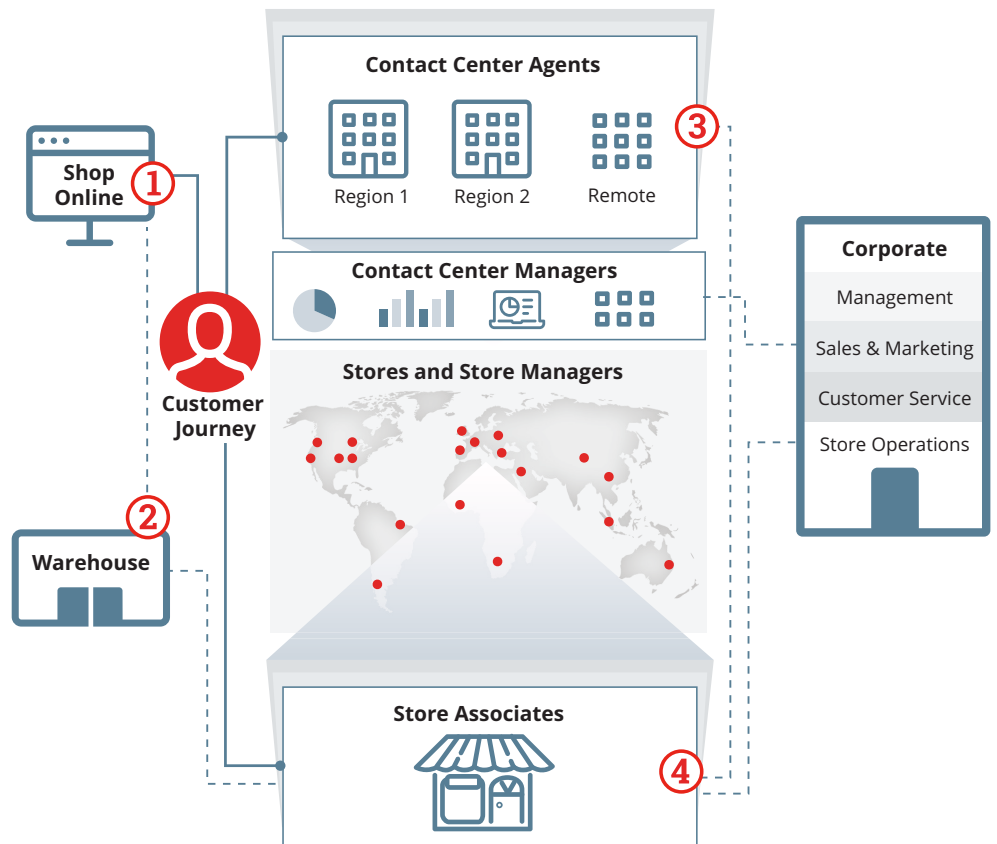 Contact Center Agents
Region 1
Region 2
Remote
3
Shop
Online
1
Contact Center Managers
Corporate
Management
Sales & Marketing
Customer Service
Store Operations
Stores and Store Managers
Customer
Journey
2
Warehouse
Store Associates
4